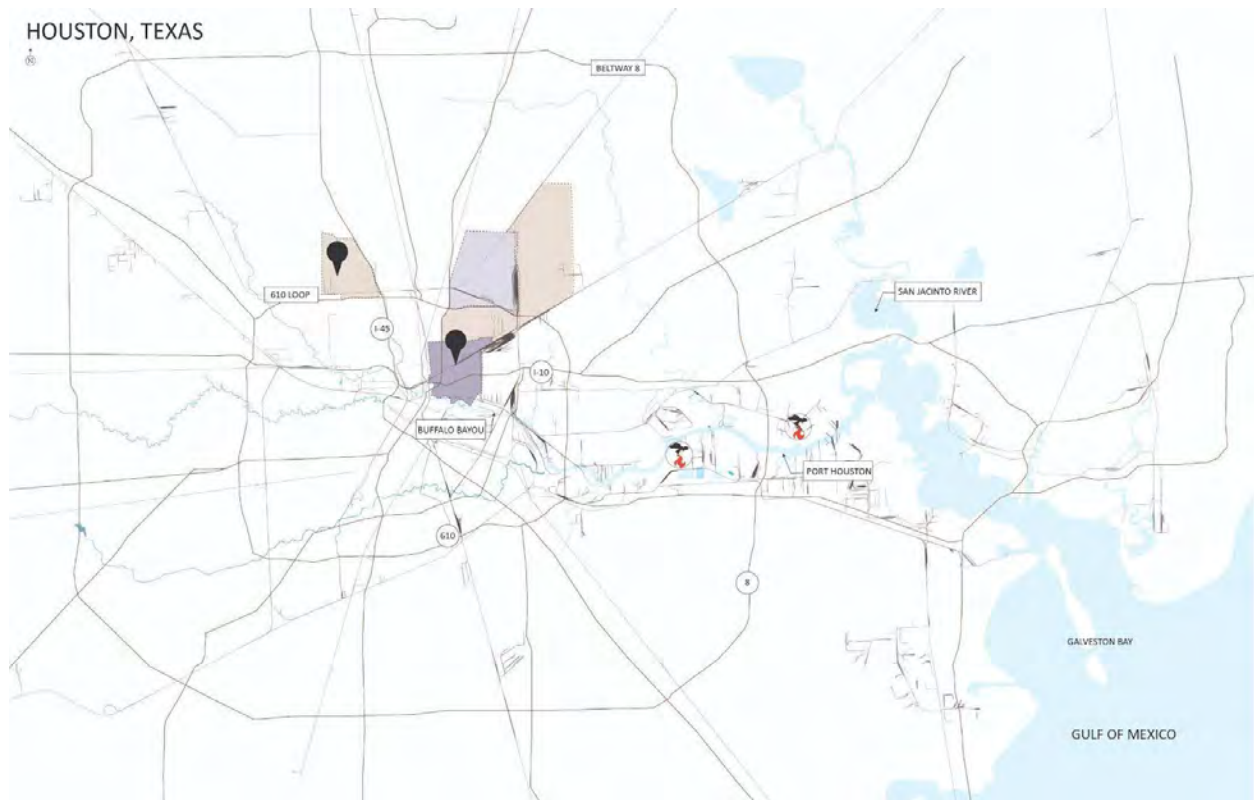 HOUSTON, TEXAS
N
BELTWAY 8
610 LOOP
SAN JACINTO RIVER
I-45
I-10
BUFFALO BAYOU
PORT HOUSTON
610
8
GALVESTON BAY
GULF OF MEXICO